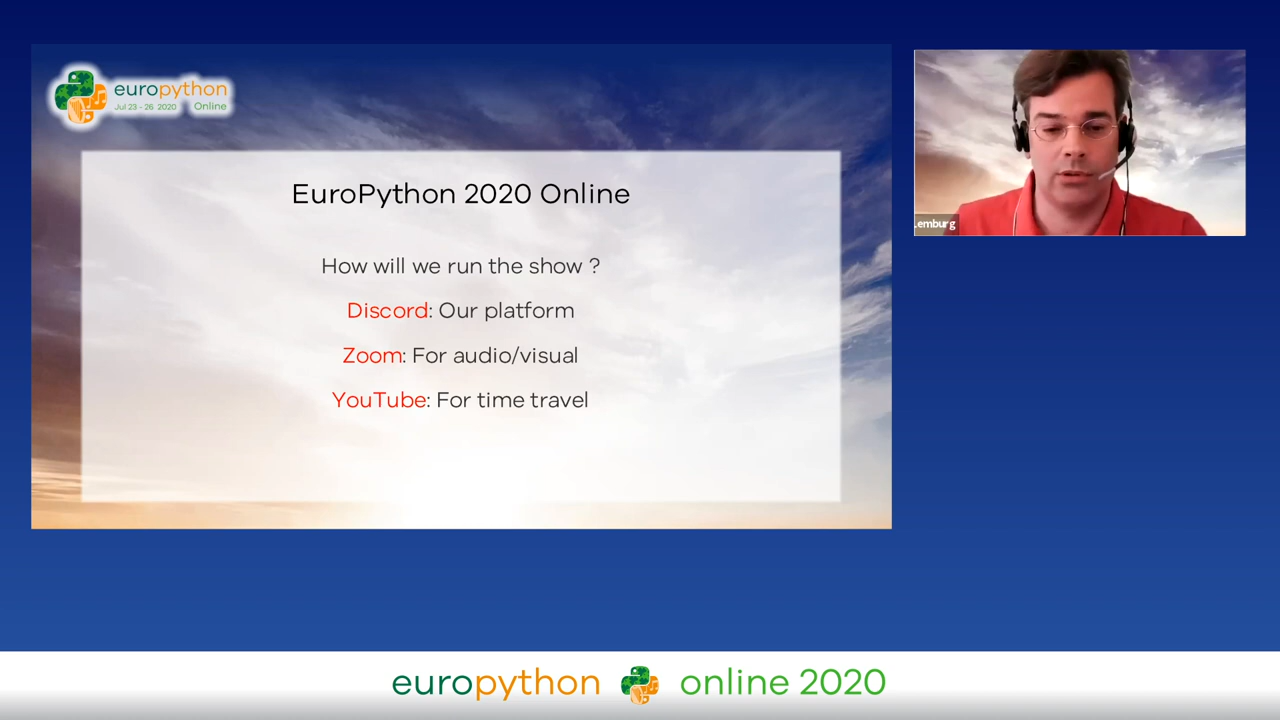 europython
Jul 23 - 26 2020 Online
EuroPython 2020 Online
How will we run the show ?
Discord: Our platform
Zoom: For audio/visual
YouTube: For time travel
Lemburg
europython online 2020